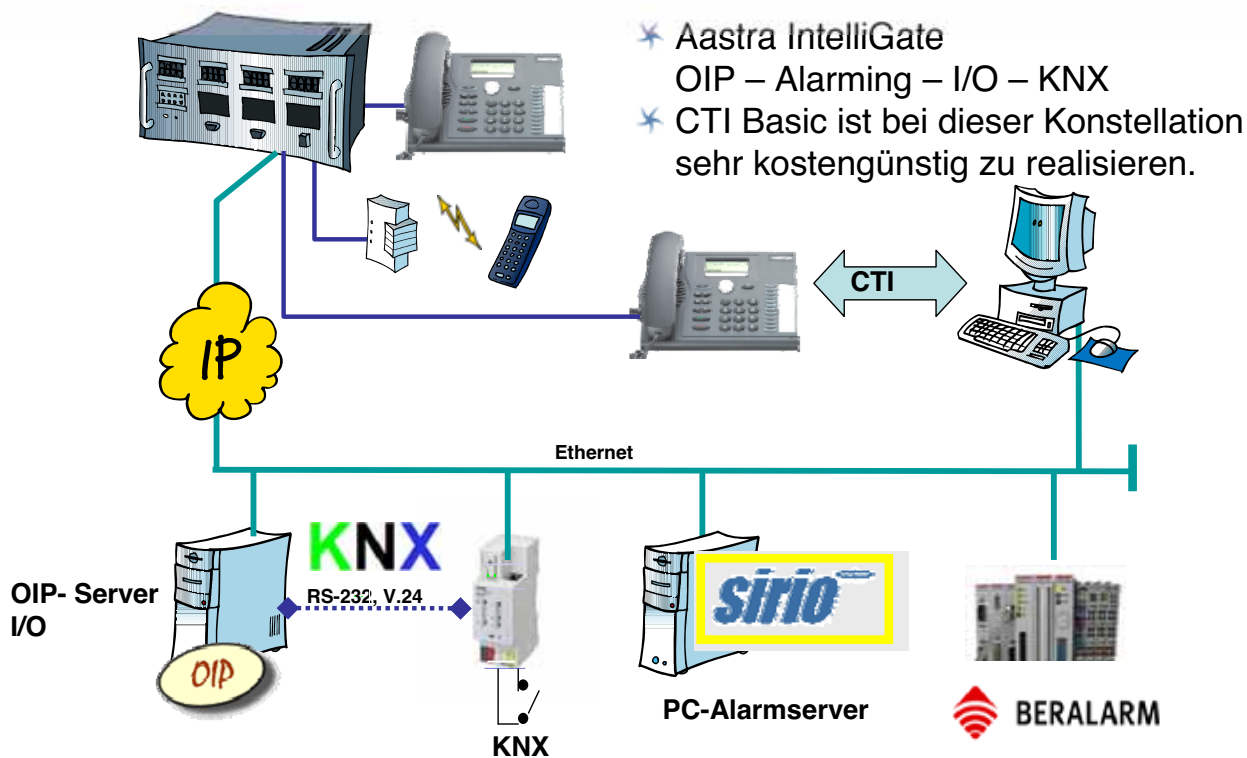 Aastra IntelliGate
OIP – Alarming – I/O – KNX
CTI Basic ist bei dieser Konstellation
sehr kostengünstig zu realisieren.
CTI
IP
Ethernet
KNX
RS-232, V.24
OIP- Server
I/O
OIP
KNX
sirio
PC-Alarmserver
BERALARM